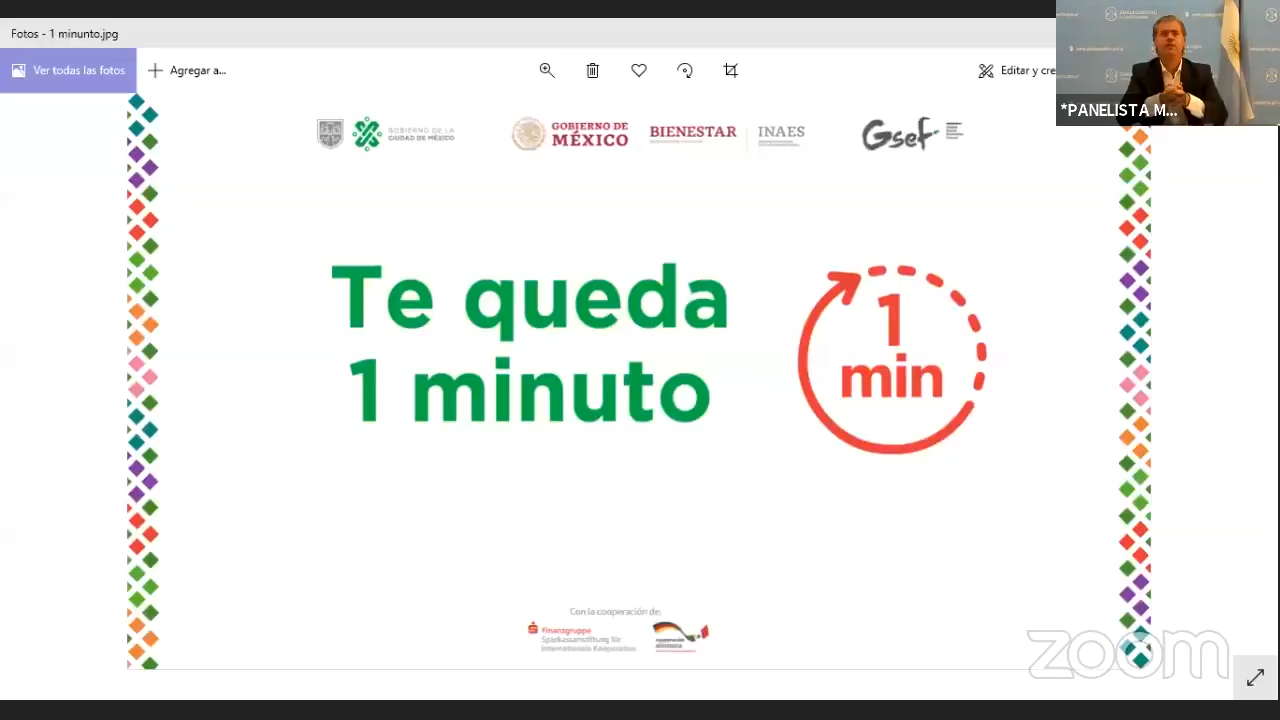 Fotos - 1 minunto.jpg
Ver todas las fotos
Agregar a...
Editar y cre
*PANELISTA M...
GOBIERNO DE LA
CIUDAD DE MÉXICO
GOBIERNO DE
MÉXICO
BIENESTAR
INAES
Gsef
Te queda
1 minuto
1
min
Con la cooperación de:
Finanzgruppe
Sparkassenstiftung für
internationale Kooperation
cooperación
alemana
zoom